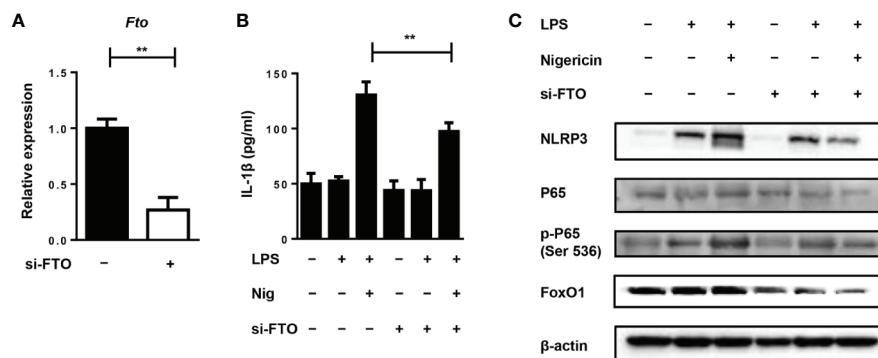 A
Fto
**
Relative expression
1.5
1.0
0.5
0.0
si-FTO – +
B
**
IL-1β (pg/ml)
150
100
50
0
LPS – + + – + +
Nig + +
si-FTO – – – + + +
C
LPS – + + – + +
Nigericin – – + – +
si-FTO – – – + + +
NLRP3
P65
p-P65
(Ser 536)
FoxO1
β-actin